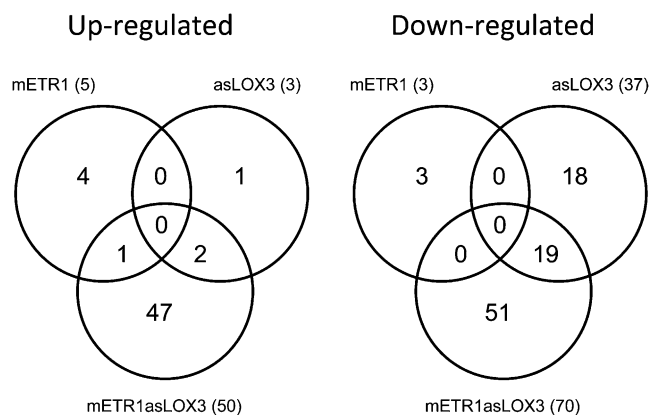 Up-regulated
mETR1 (5) asLOX3 (3)
4 0 1
0
1 2
47
mETR1asLOX3 (50)
Down-regulated
mETR1 (3) asLOX3 (37)
3 0 18
0
0 19
51
mETR1asLOX3 (70)